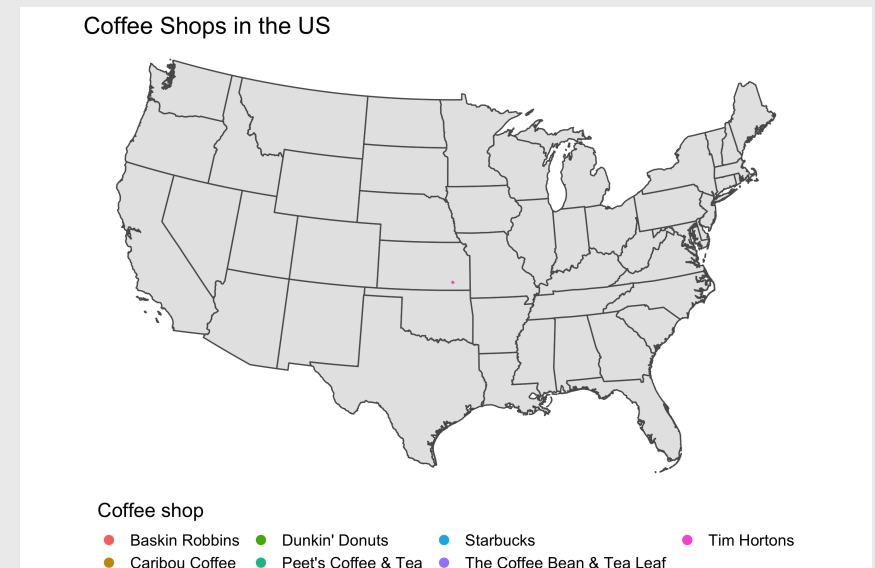 Coffee Shops in the US
Coffee shop
Baskin Robbins Dunkin' Donuts Starbucks Tim Hortons
Caribou Coffee Peet's Coffee & Tea The Coffee Bean & Tea Leaf